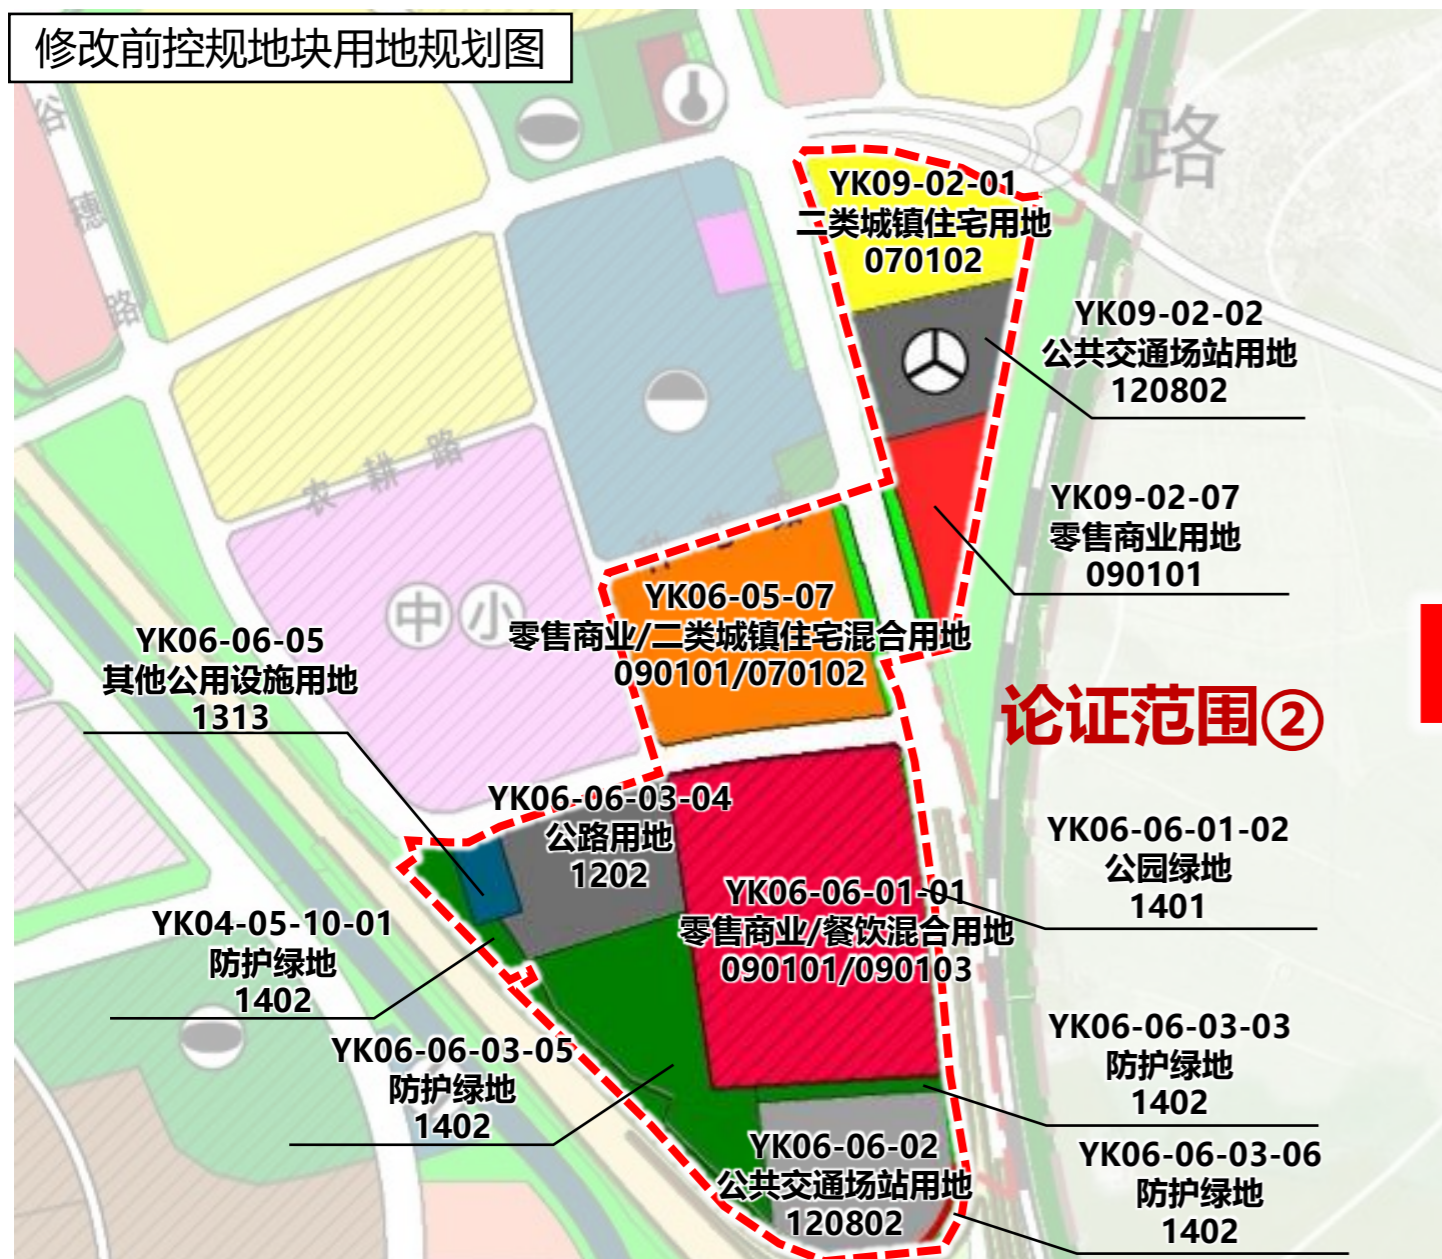 修改前控规地块用地规划图
谷
穗
路
路
YK09-02-01
二类城镇住宅用地
070102
YK09-02-02
公共交通场站用地
120802
农耕路
YK09-02-07
零售商业用地
090101
中
小
YK06-05-07
零售商业/二类城镇住宅混合用地
090101/070102
YK06-06-05
其他公用设施用地
1313
论证范围②
YK06-06-03-04
公路用地
1202
YK06-06-01-02
公园绿地
1401
YK06-06-01-01
零售商业/餐饮混合用地
090101/090103
YK04-05-10-01
防护绿地
1402
YK06-06-03-03
防护绿地
1402
YK06-06-03-05
防护绿地
1402
YK06-06-02
公共交通场站用地
120802
YK06-06-03-06
防护绿地
1402